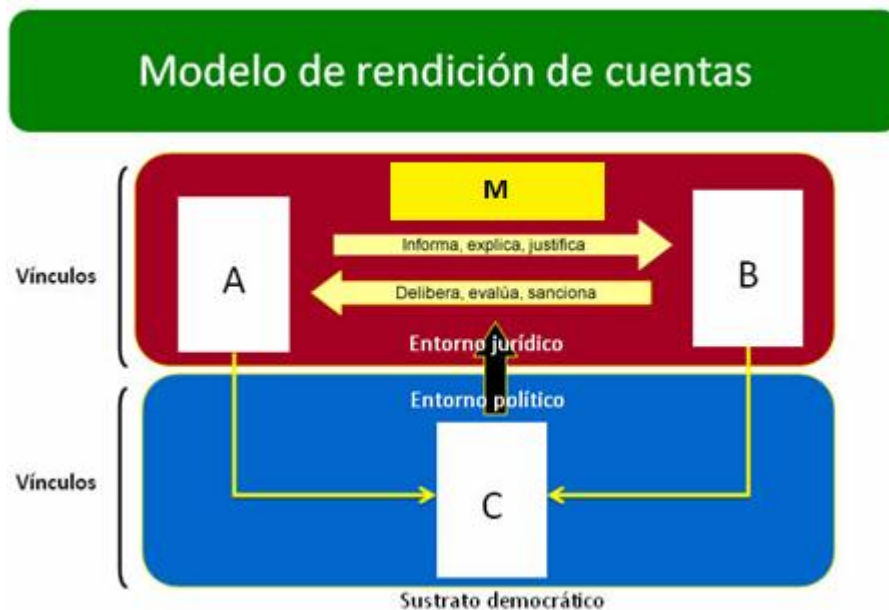 Modelo de rendición de cuentas
M
Informa, explica, justifica
A
B
Vínculos
Delibera, evalúa, sanciona
Entorno jurídico
Entorno político
Vínculos
C
Sustrato democrático